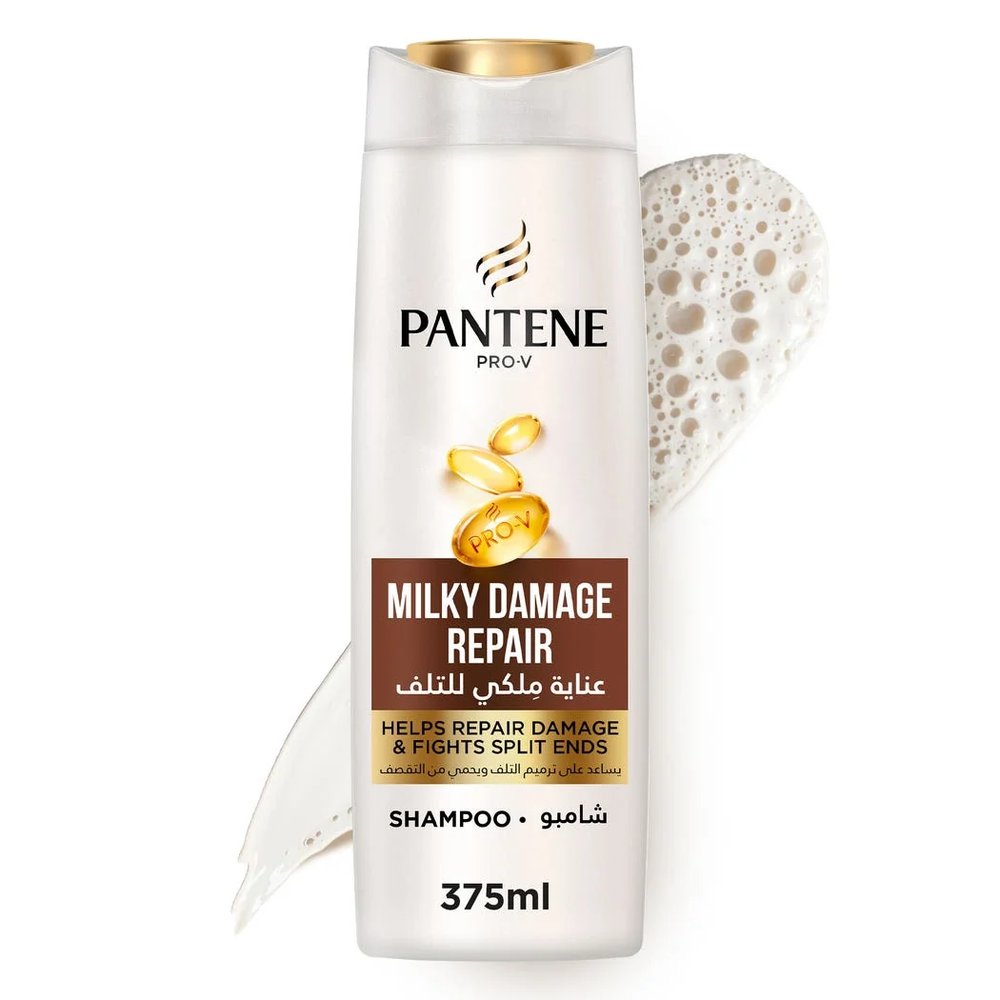 PANTENE
PRO-V
PRO-V
MILKY DAMAGE
REPAIR
عناية مِلكي للتلف
HELPS REPAIR DAMAGE
& FIGHTS SPLIT ENDS
يساعد على ترميم التلف ويحمي من التقصف
SHAMPOO • شامبو
375ml